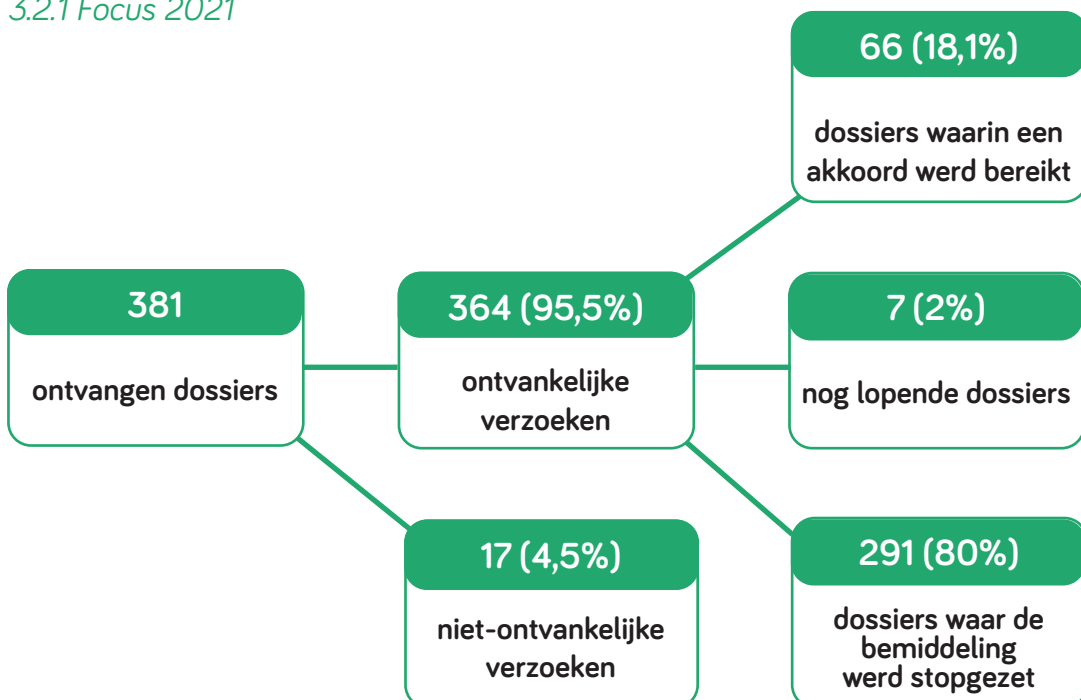 3.2.1 Focus 2021
66 (18,1%)
dossiers waarin een
akkoord werd bereikt
381
ontvangen dossiers
364 (95,5%)
ontvankelijke
verzoeken
7 (2%)
nog lopende dossiers
17 (4,5%)
niet-ontvankelijke
verzoeken
291 (80%)
dossiers waar de
bemiddeling
werd stopgezet